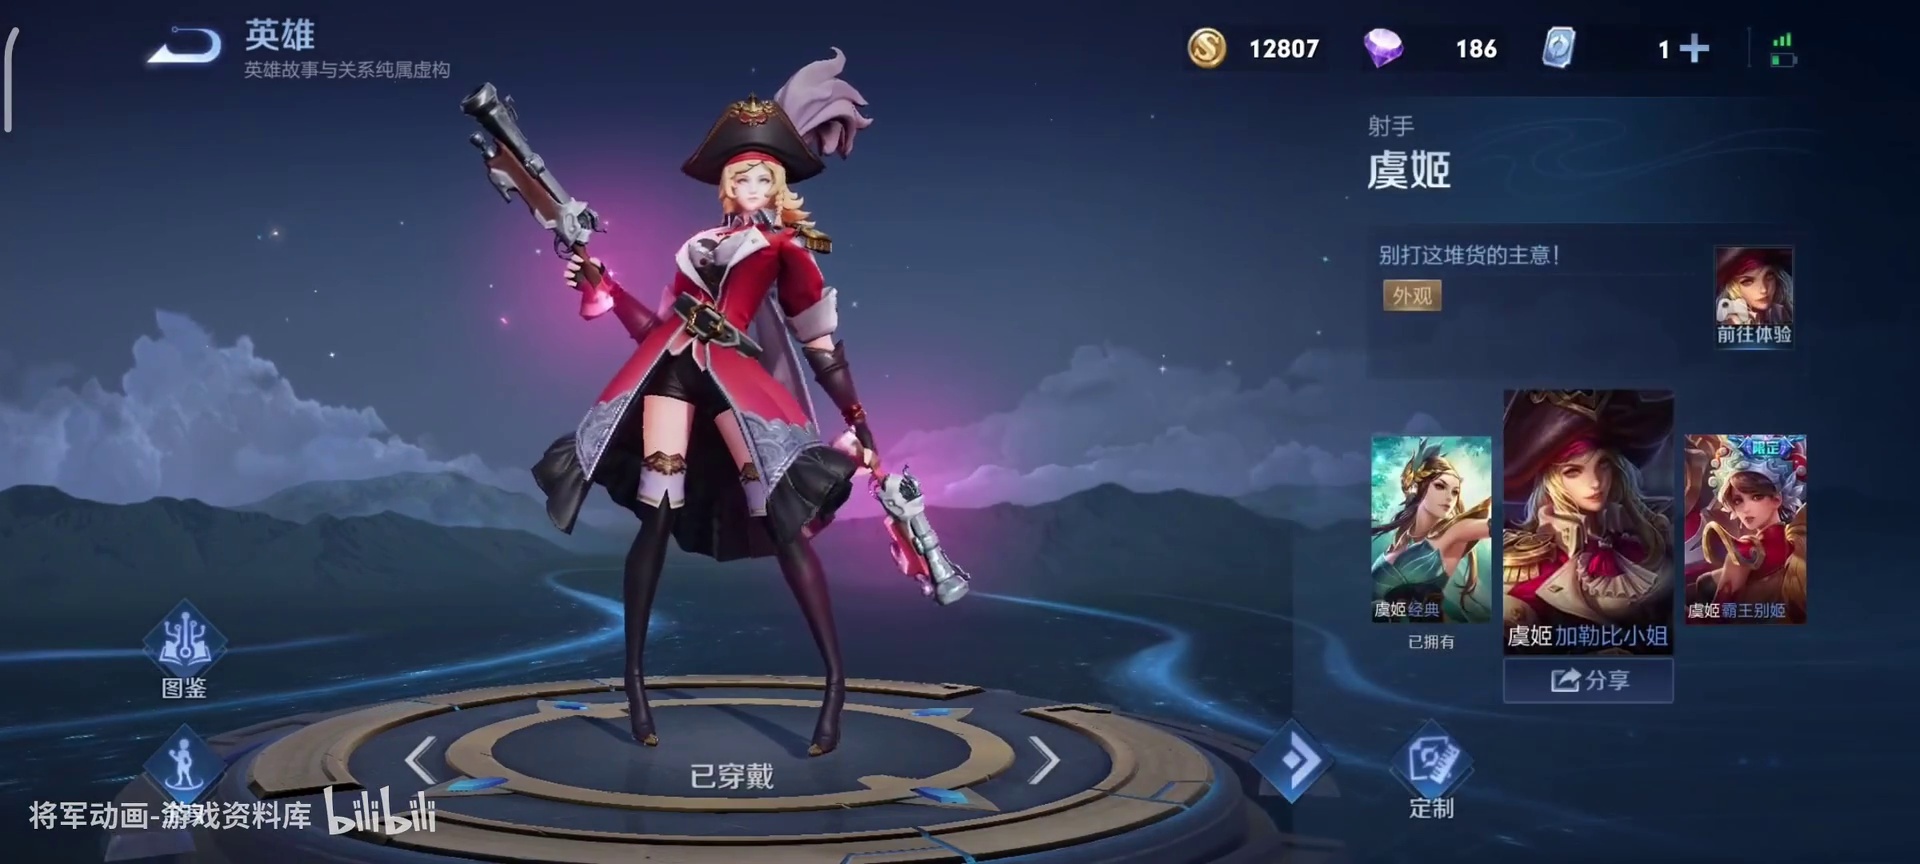 英雄
英雄故事与关系纯属虚构
12807
186
1
射手
虞姬
别打这堆货的主意！
外观
前往体验
限定
虞姬经典
虞姬加勒比小姐
虞姬霸王别姬
已拥有
分享
图鉴
已穿戴
定制
将军动画-游戏资料库 bilibili